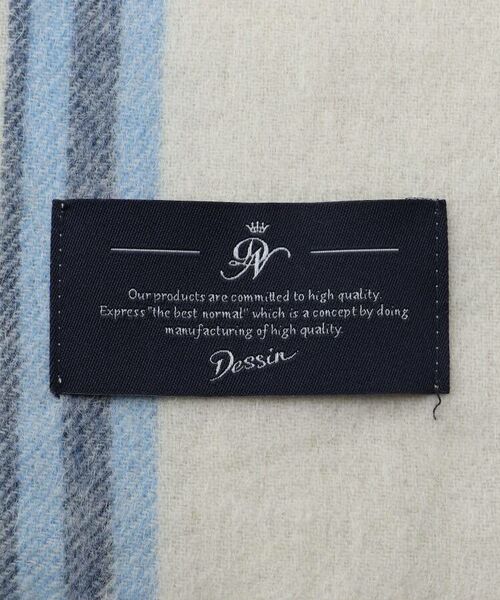 DN
Our products are committed to high quality.
Express "the best normal" which is a concept by doing
manufacturing of high quality.
Dessin